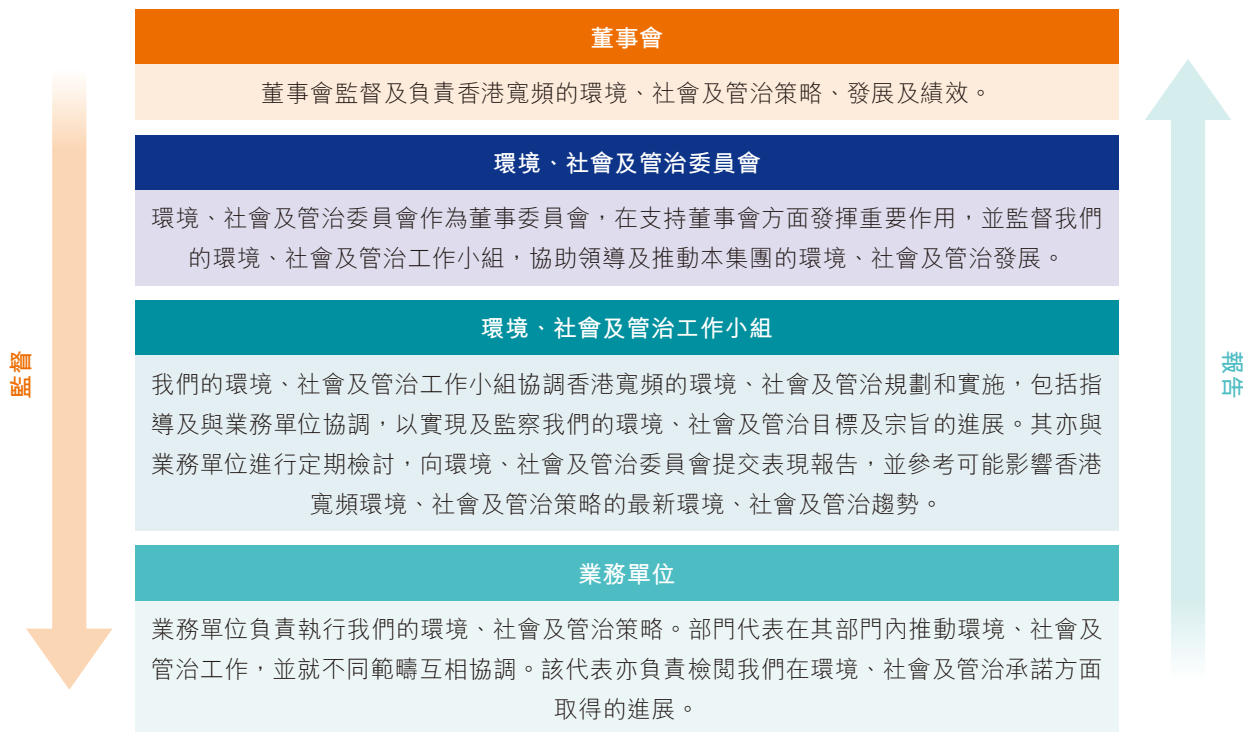 董事會
董事會監督及負責香港寬頻的環境、社會及管治策略、發展及績效。
環境、社會及管治委員會
環境、社會及管治委員會作為董事委員會，在支持董事會方面發揮重要作用，並監督我們
的環境、社會及管治工作小組，協助領導及推動本集團的環境、社會及管治發展。
環境、社會及管治工作小組
我們的環境、社會及管治工作小組協調香港寬頻的環境、社會及管治規劃和實施，包括指
導及與業務單位協調，以實現及監察我們的環境、社會及管治目標及宗旨的進展。其亦與
業務單位進行定期檢討，向環境、社會及管治委員會提交表現報告，並參考可能影響香港
寬頻環境、社會及管治策略的最新環境、社會及管治趨勢。
業務單位
業務單位負責執行我們的環境、社會及管治策略。部門代表在其部門內推動環境、社會及
管治工作，並就不同範疇互相協調。該代表亦負責檢閱我們在環境、社會及管治承諾方面
取得的進展。
監督
報告